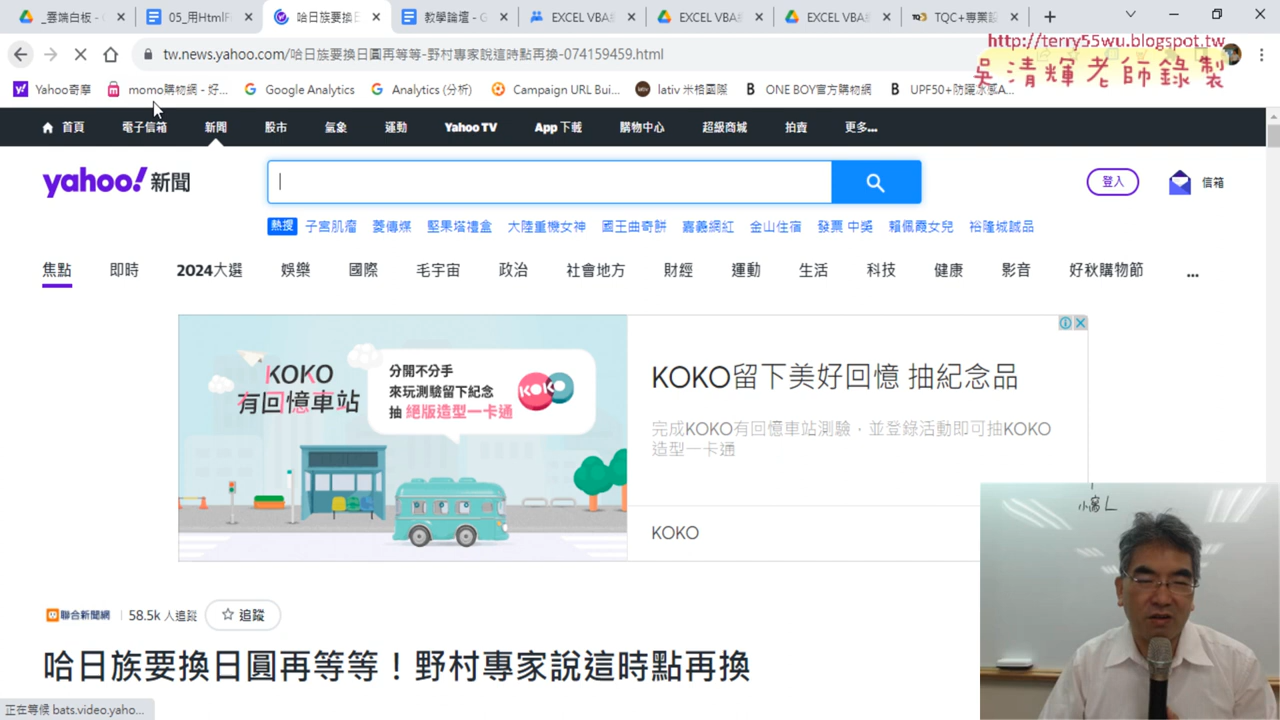 _雲端白板 -
05_用HtmlFi
哈日族要換日
教學論壇 - G
EXCEL VBA
EXCEL VBA
EXCEL VBA
TQC+專業設
http://terry55wu.blogspot.tw
tw.news.yahoo.com/哈日族要換日圓再等等-野村專家說這時點再換-074159459.html
吳清輝老師錄製
Yahoo奇摩
momo購物網 - 好...
Google Analytics
Analytics (分析)
Campaign URL Bui...
lativ 米格國際
ONE BOY官方購物網
首頁 電子信箱 新聞 股市 氣象 運動 Yahoo TV App 下載 購物中心 超級商城 拍賣 更多...
yahoo!新聞
登入
信箱
熱搜 子宮肌瘤 菱傳媒 堅果塔禮盒 大陸重機女神 國王曲奇餅 嘉義網紅 金山住宿 發票 中獎 賴佩霞女兒 裕隆城誠品
焦點 即時 2024大選 娛樂 國際 毛宇宙 政治 社會地方 財經 運動 生活 科技 健康 影音 好秋購物節 ...
KOKO
有回憶車站
分開不分手
來玩測驗留下紀念
抽 絕版造型一卡通
KOKO
KOKO留下美好回憶 抽紀念品
完成KOKO有回憶車站測驗，並登錄活動即可抽KOKO
造型一卡通
KOKO
聯合新聞網
58.5k 人追蹤
追蹤
哈日族要換日圓再等等！野村專家說這時點再換
正在等候 bats.video.yaho...